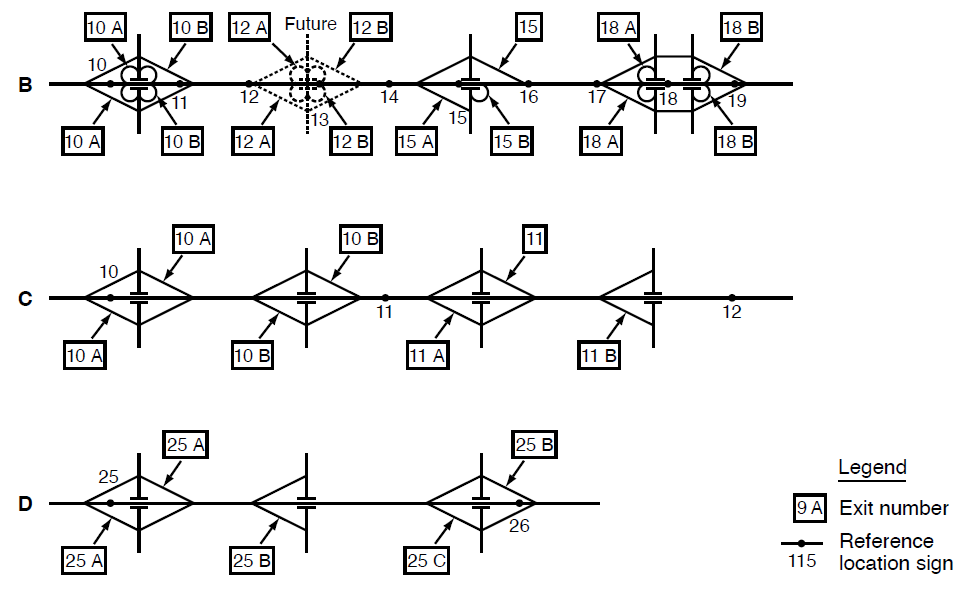 Future
10 A
10 B
12 A
12 B
15
18 A
18 B
10
B
11
12
13
14
15
16
17
18
19
10 A
10 B
12 A
12 B
15 A
15 B
18 A
18 B
10 A
10 B
11
10
C
11
12
10 A
10 B
11 A
11 B
25 A
25 B
25
D
26
25 A
25 B
25 C
Legend
9 A Exit number
Reference
115 location sign